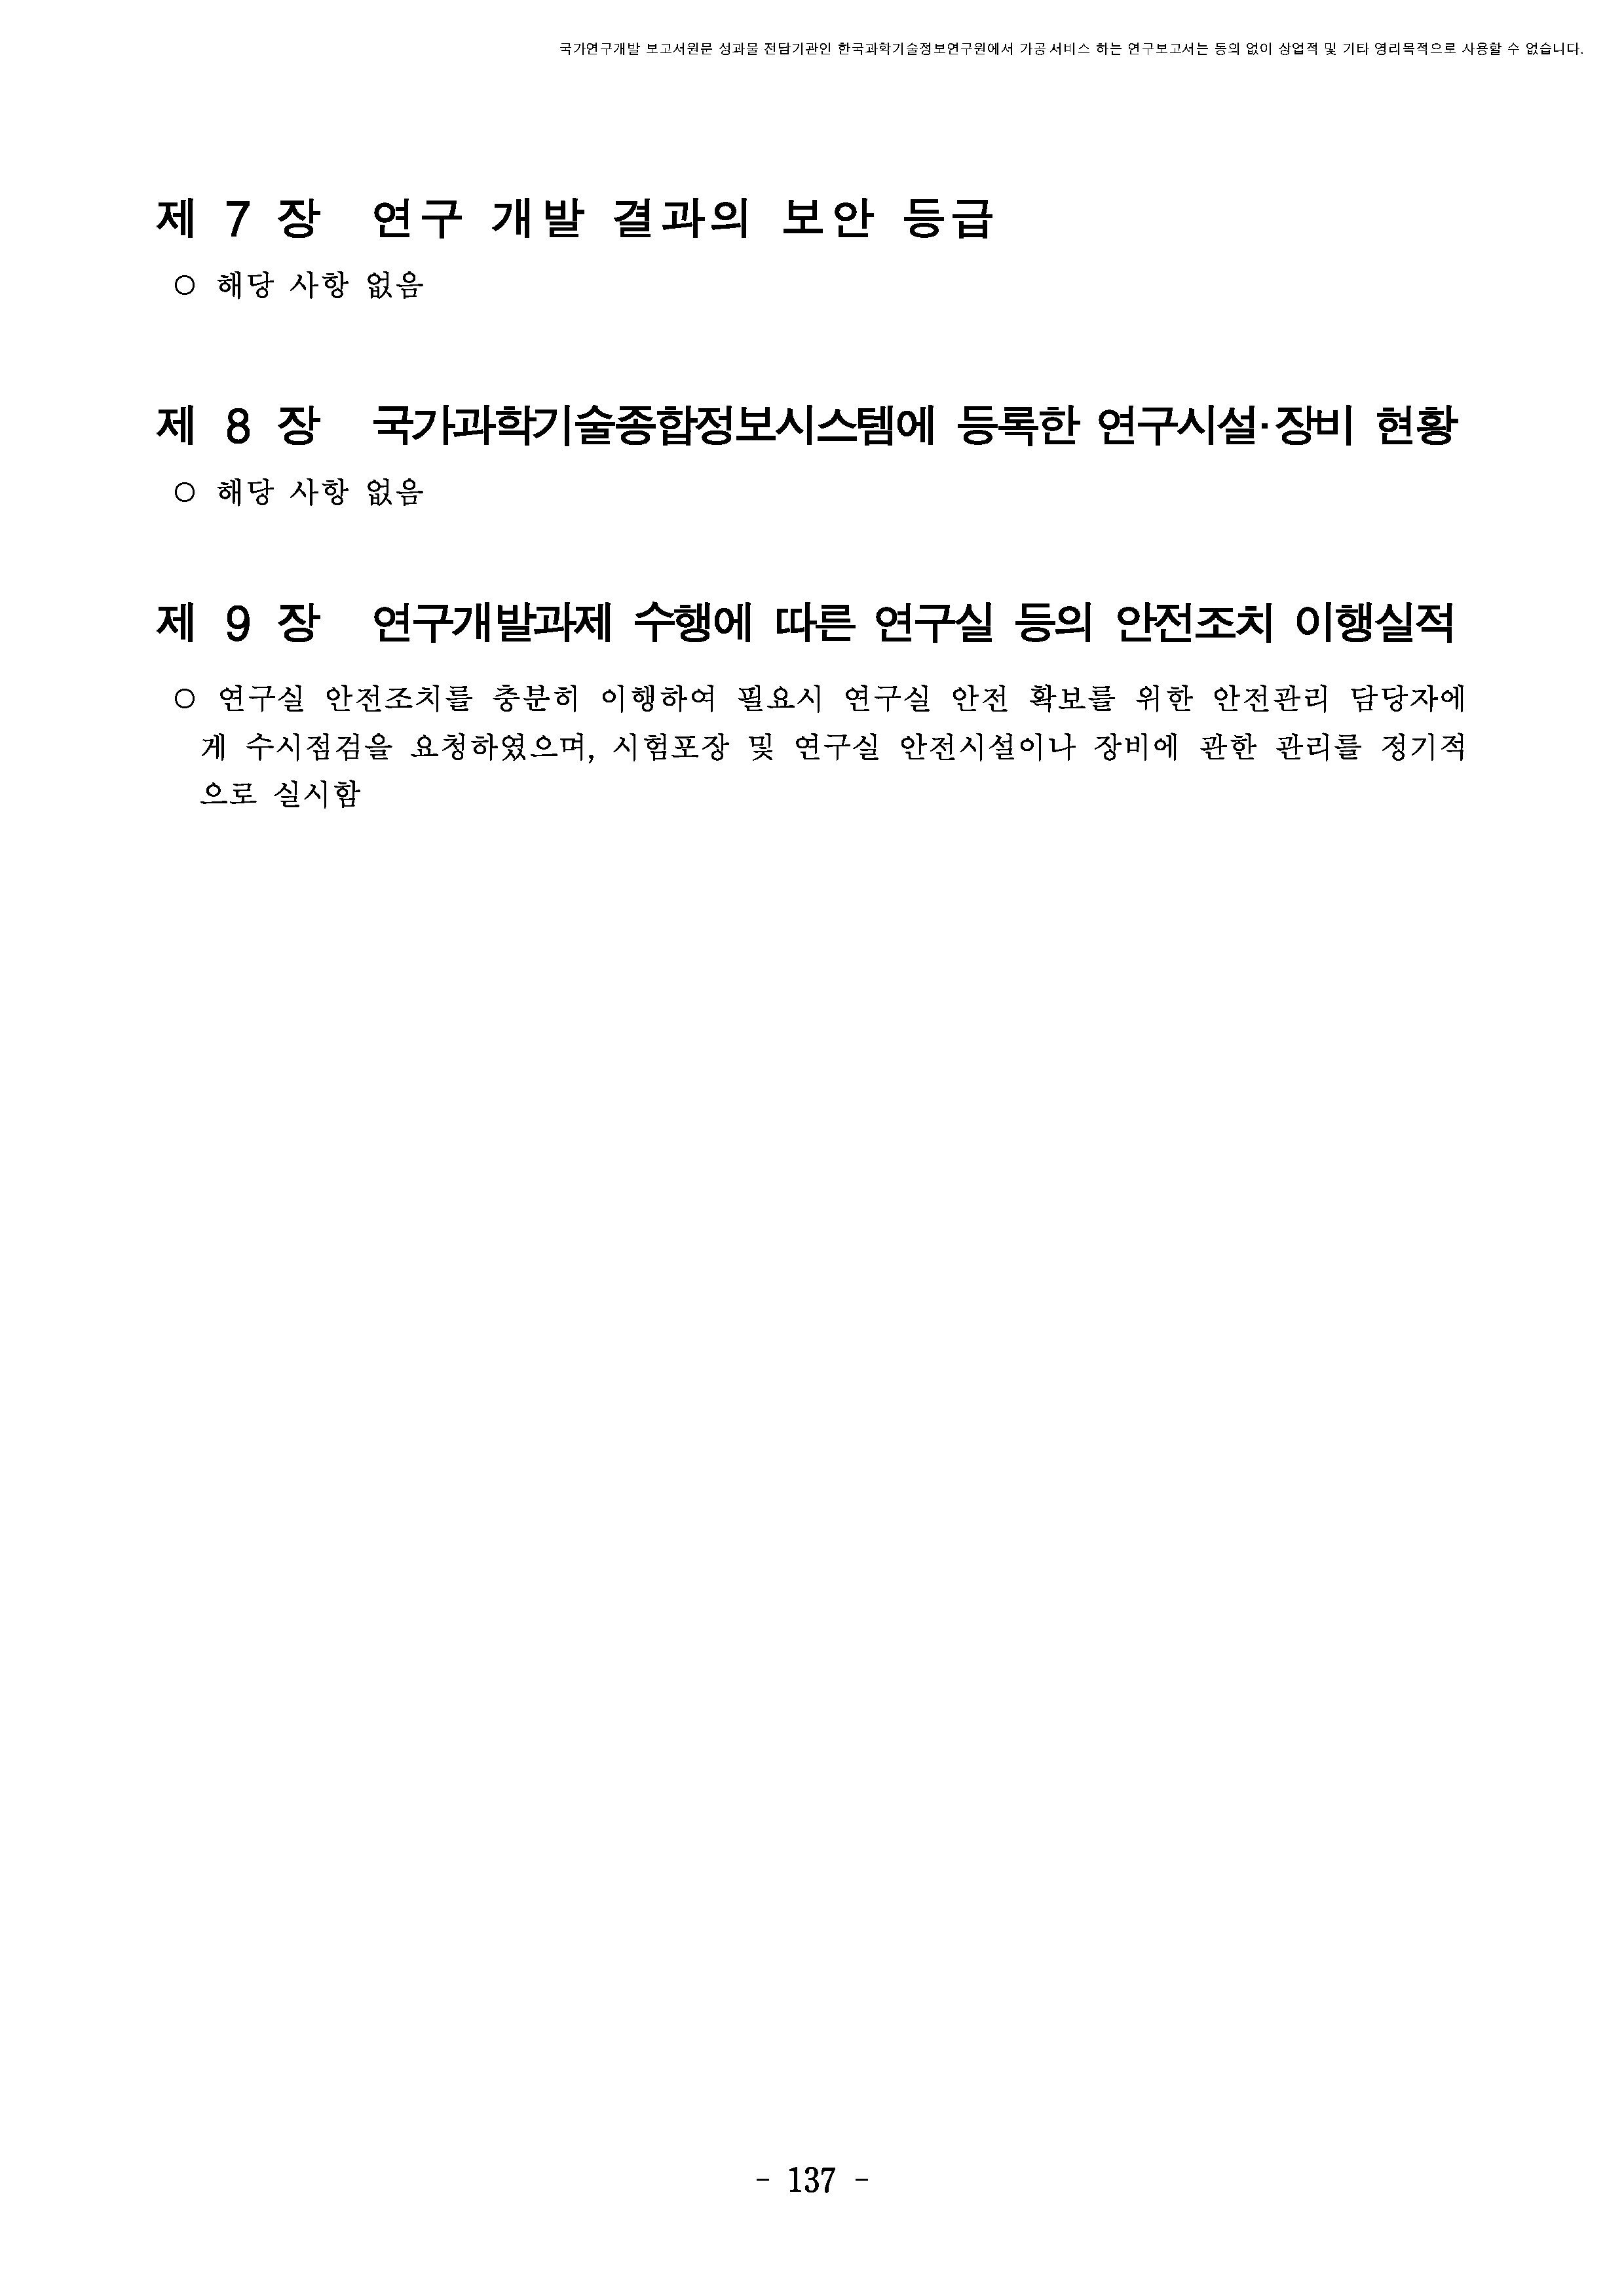 국가연구개발 보고서원문 성과물 전담기관인 한국과학기술정보연구원에서 가공·서비스 하는 연구보고서는 동의 없이 상업적 및 기타 영리목적으로 사용할 수 없습니다.
제 7 장 연구 개발 결과의 보안 등급
○ 해당 사항 없음
제 8 장 국가과학기술종합정보시스템에 등록한 연구시설·장비 현황
○ 해당 사항 없음
제 9 장 연구개발과제 수행에 따른 연구실 등의 안전조치 이행실적
○ 연구실 안전조치를 충분히 이행하여 필요시 연구실 안전 확보를 위한 안전관리 담당자에
게 수시점검을 요청하였으며, 시험포장 및 연구실 안전시설이나 장비에 관한 관리를 정기적
으로 실시함
- 137 -